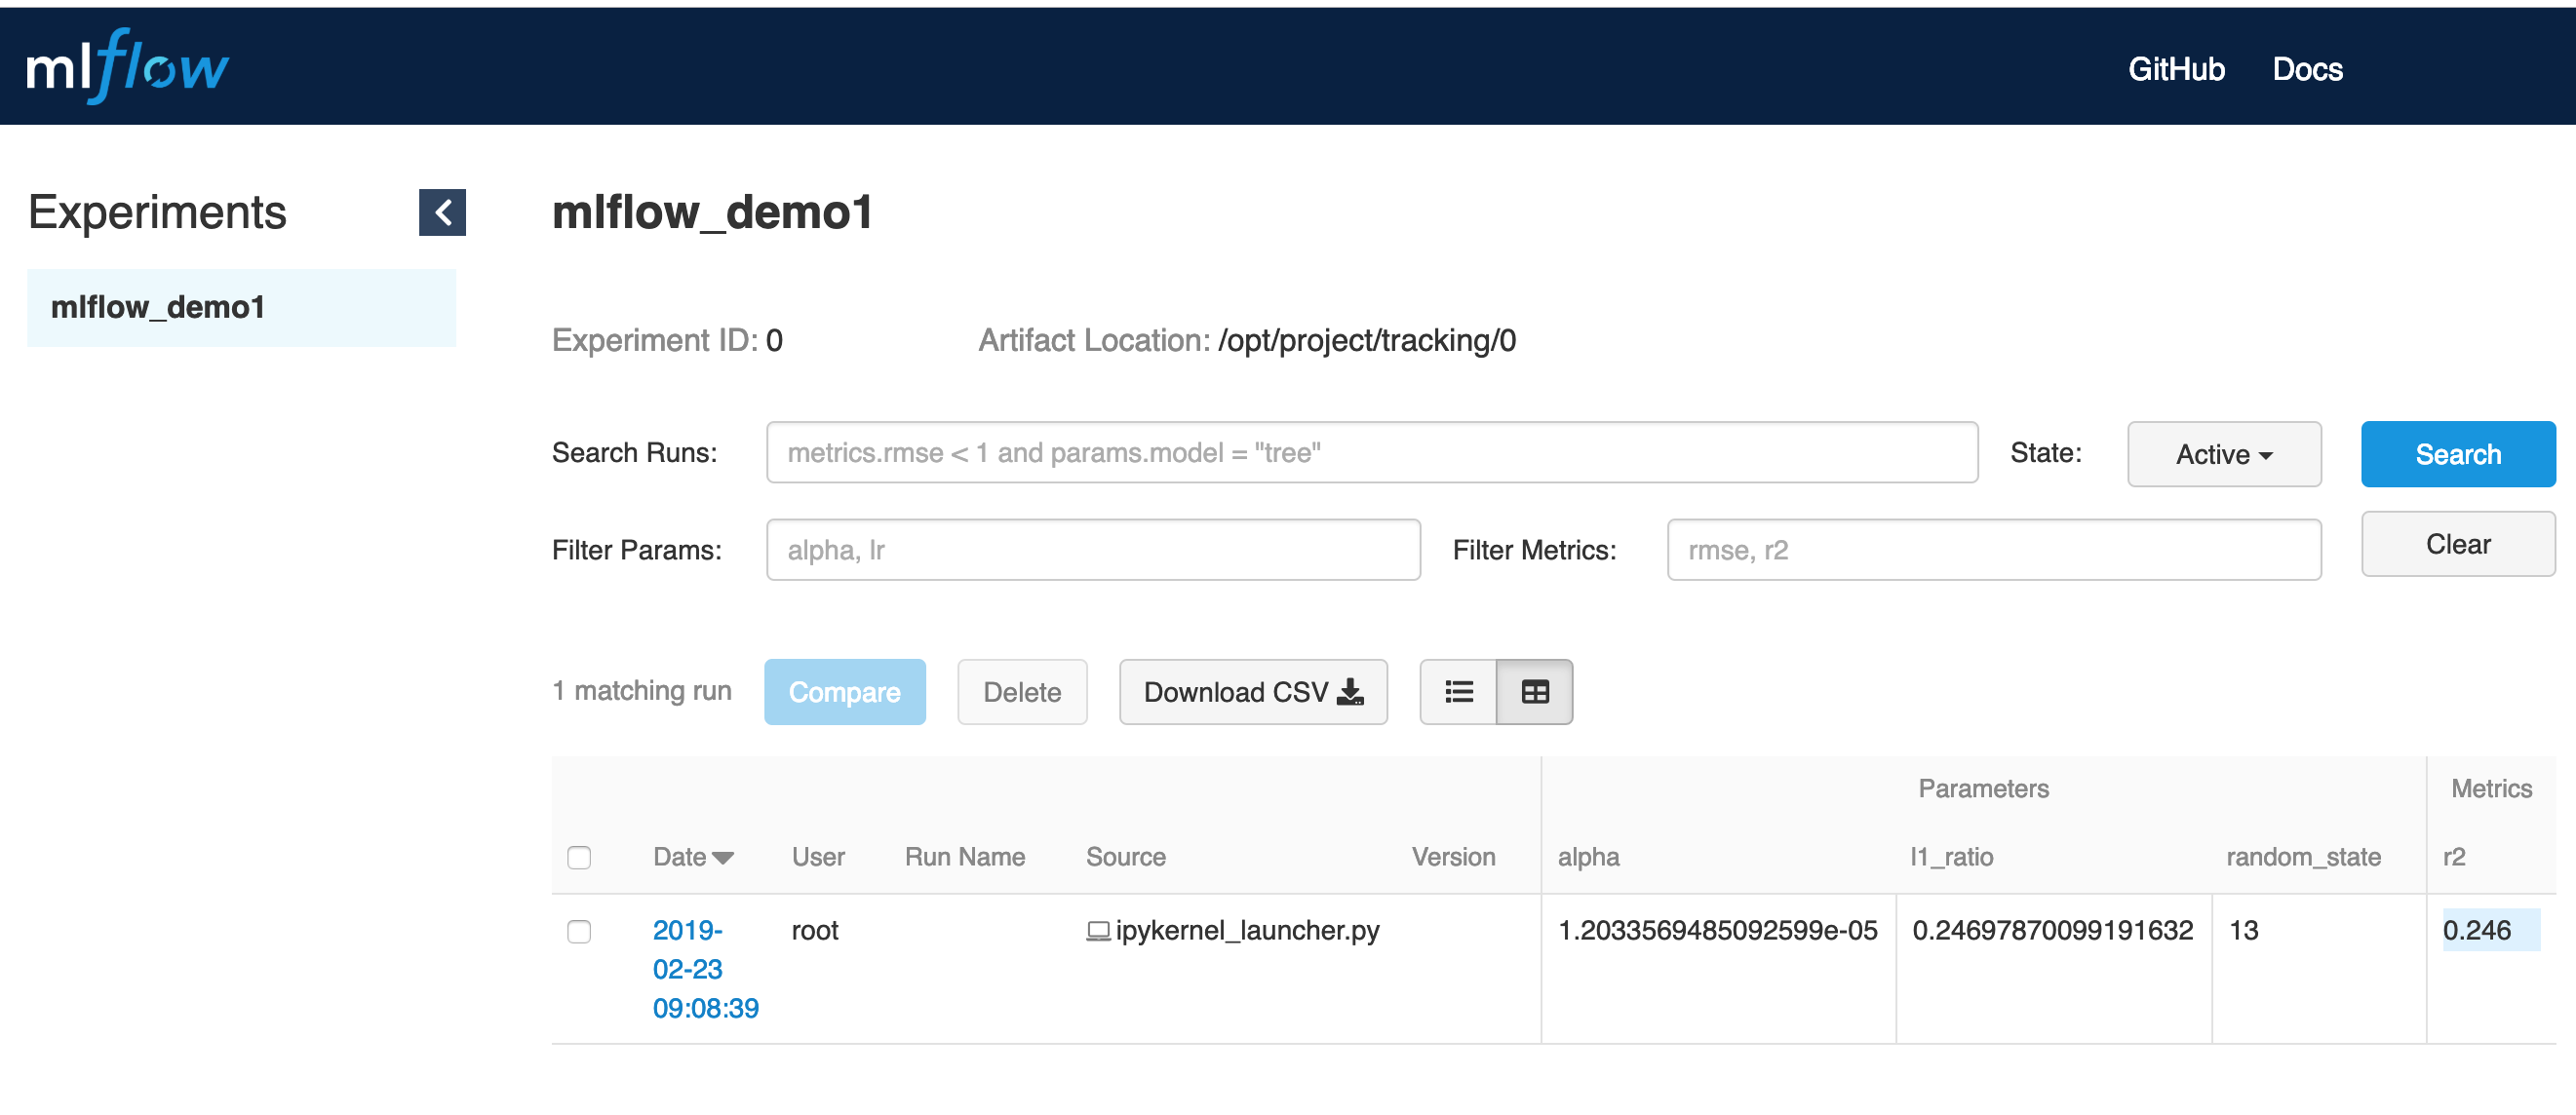 mlflow
GitHub Docs
Experiments
mlflow_demo1
mlflow_demo1
Experiment ID: 0 Artifact Location: /opt/project/tracking/0
Search Runs: metrics.rmse < 1 and params.model = "tree" State: Active Search
Filter Params: alpha, lr Filter Metrics: rmse, r2 Clear
1 matching run Compare Delete Download CSV
Parameters Metrics
Date User Run Name Source Version alpha l1_ratio random_state r2
2019- root ipykernel_launcher.py 1.2033569485092599e-05 0.24697870099191632 13 0.246
02-23
09:08:39